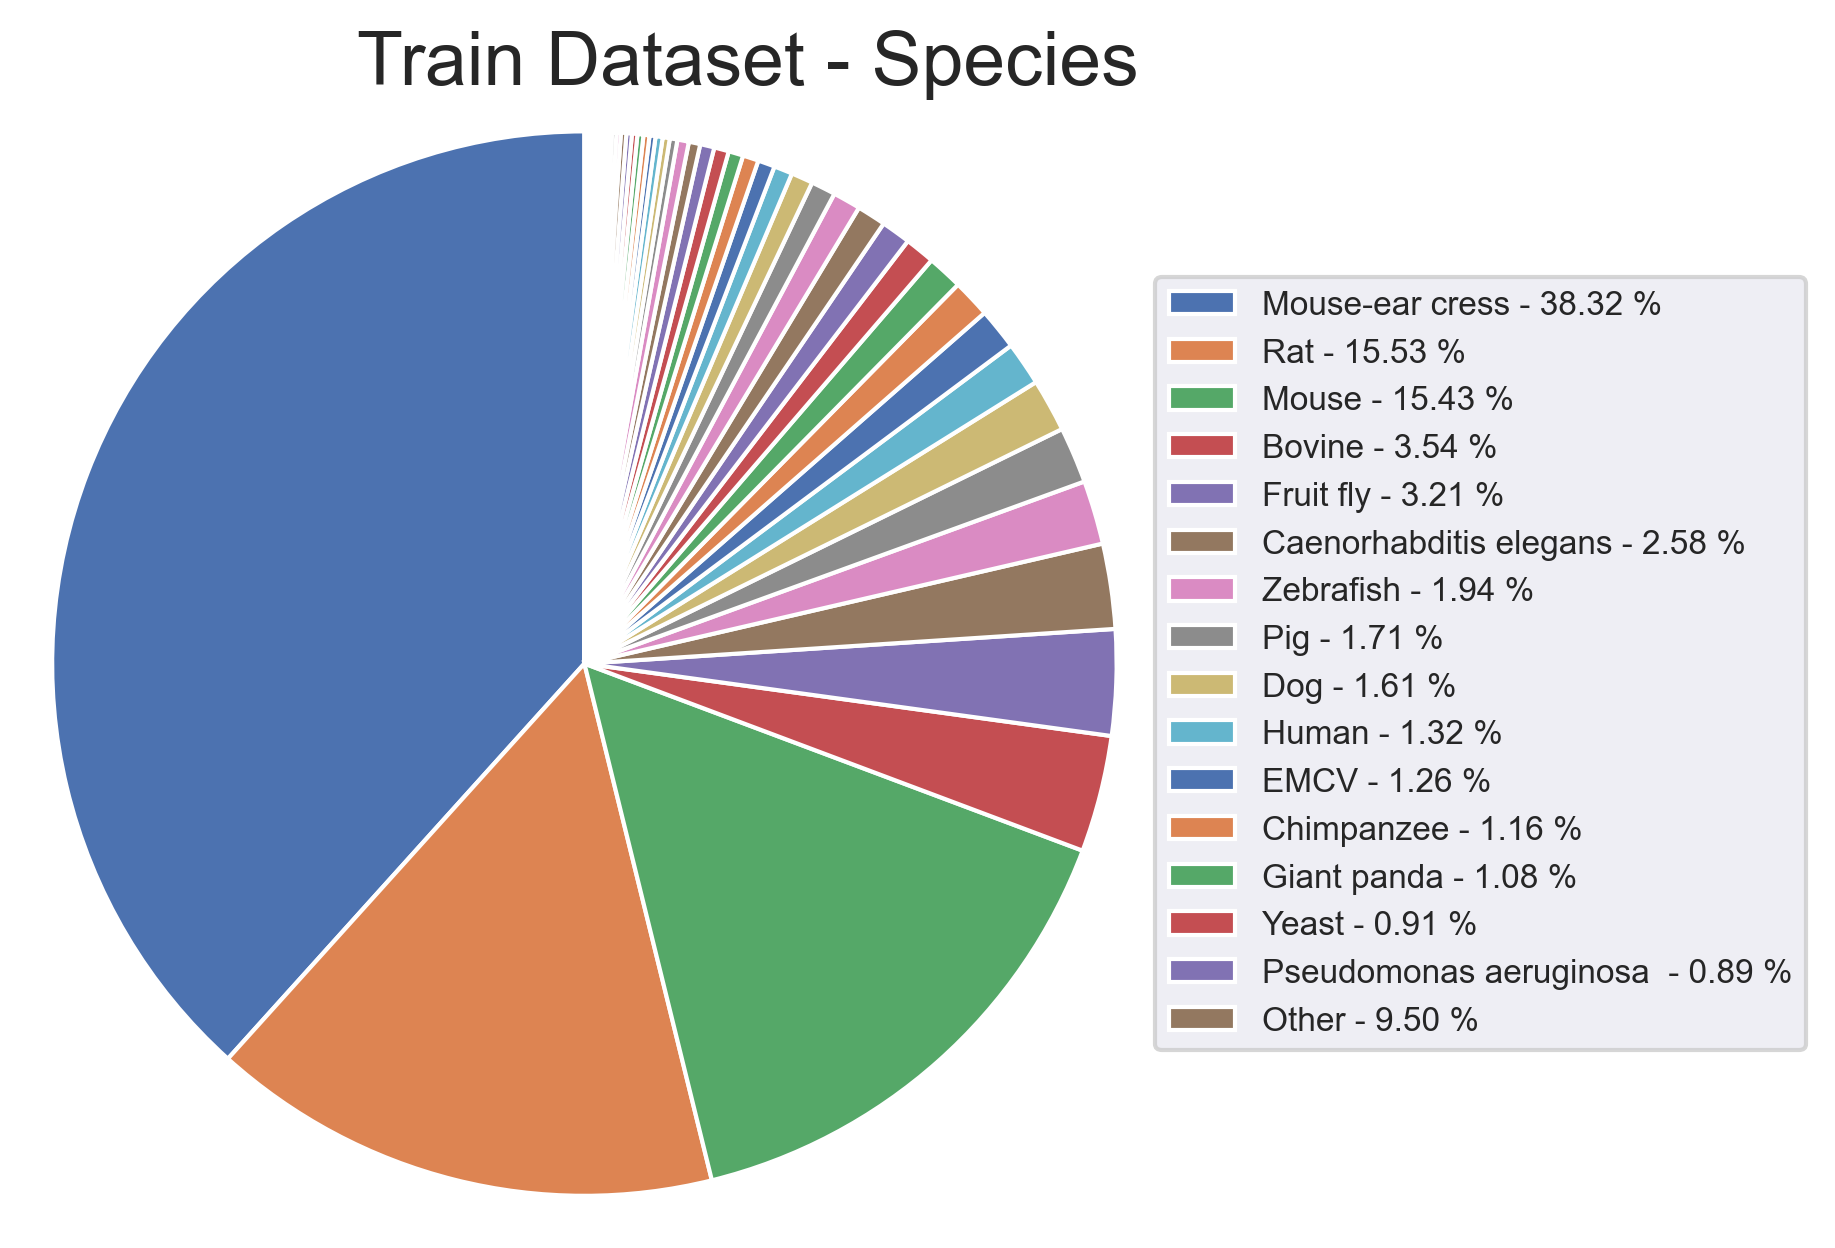 Train Dataset - Species
Mouse-ear cress - 38.32 %
Rat - 15.53 %
Mouse - 15.43 %
Bovine - 3.54 %
Fruit fly - 3.21 %
Caenorhabditis elegans - 2.58 %
Zebrafish - 1.94 %
Pig - 1.71 %
Dog - 1.61 %
Human - 1.32 %
EMCV - 1.26 %
Chimpanzee - 1.16 %
Giant panda - 1.08 %
Yeast - 0.91 %
Pseudomonas aeruginosa  - 0.89 %
Other - 9.50 %